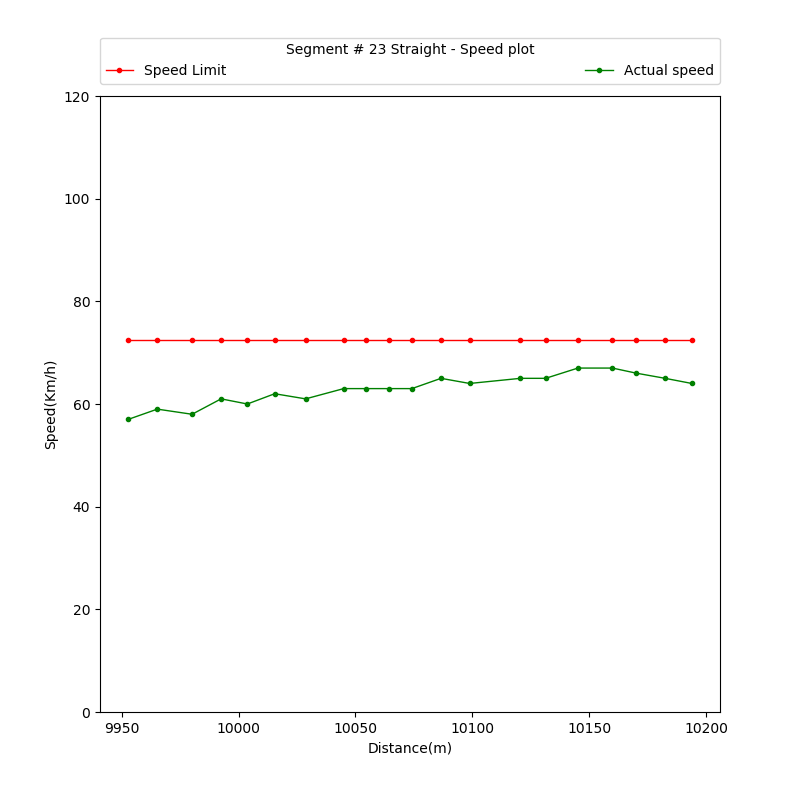 Segment # 23 Straight - Speed plot
Speed Limit
Actual speed
120
100
80
60
40
20
0
Speed(Km/h)
9950
10000
10050
10100
10150
10200
Distance(m)